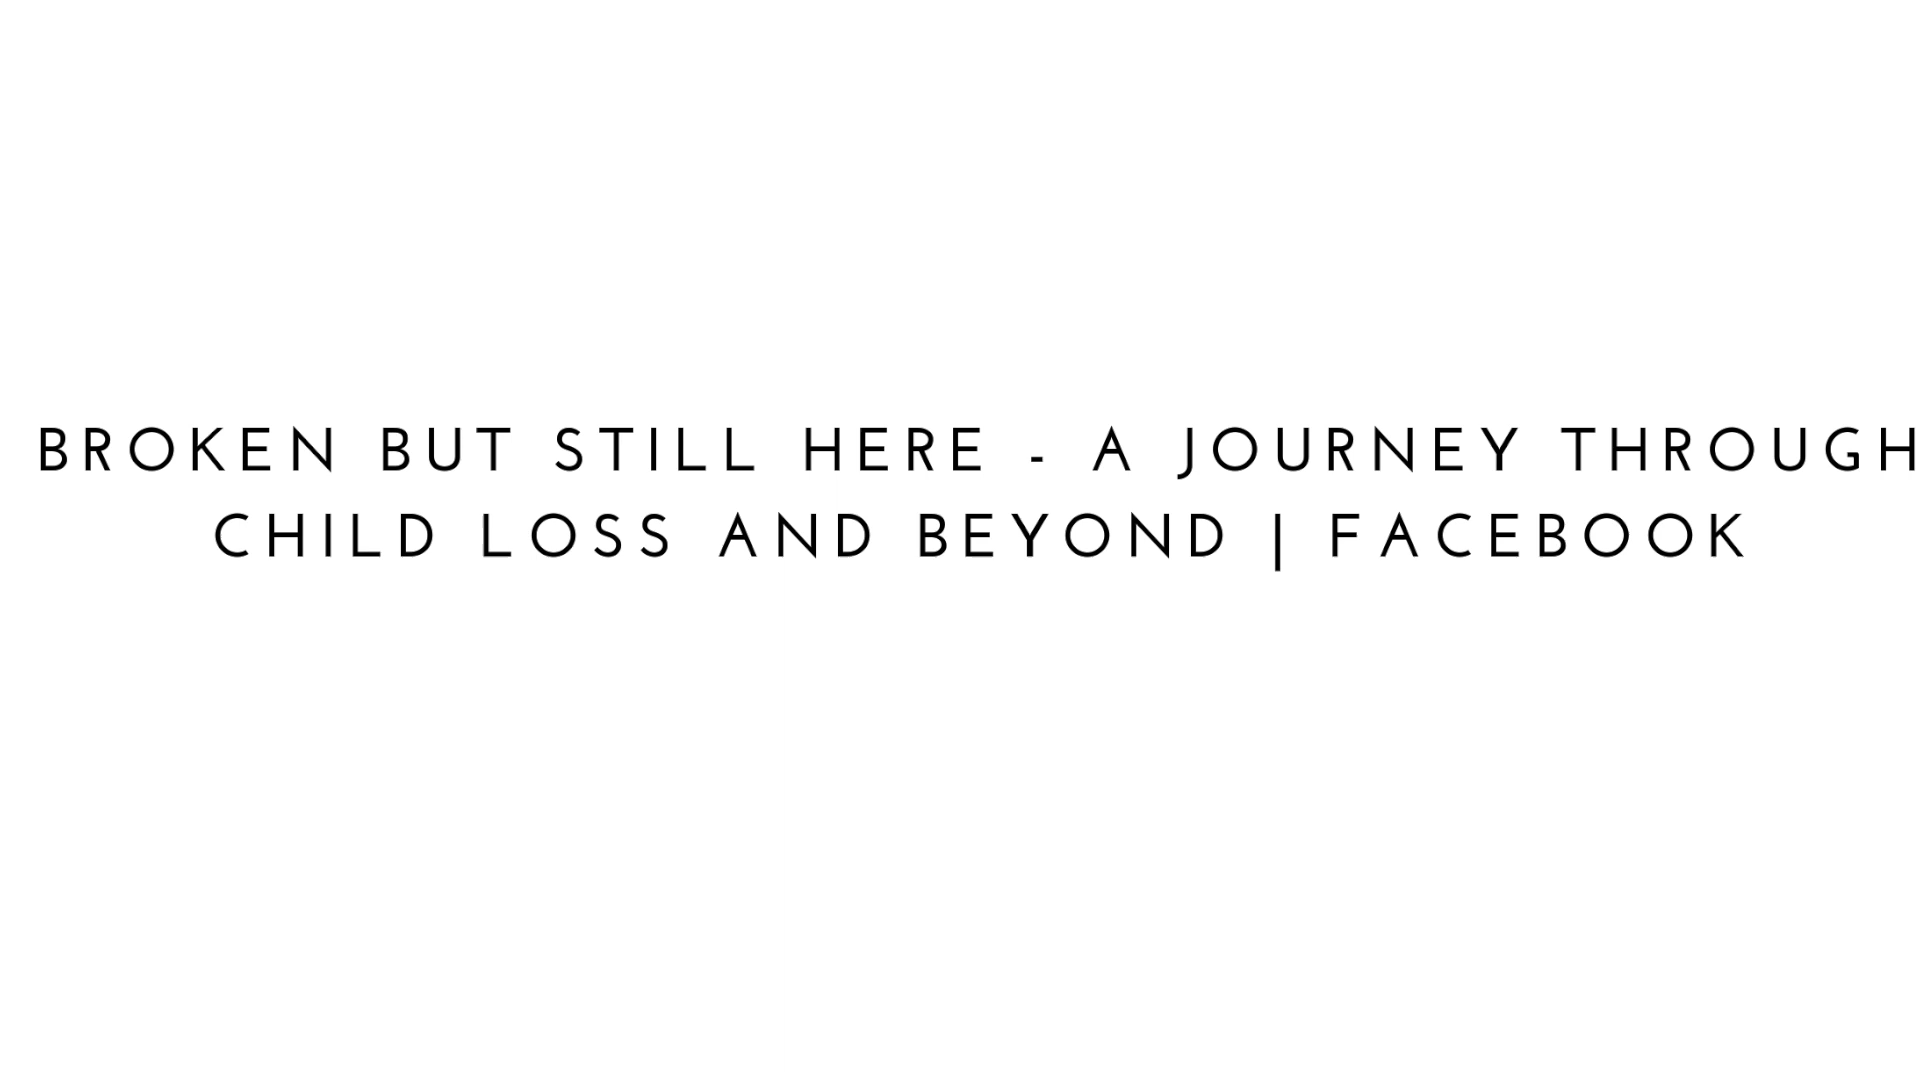 BROKEN BUT STILL HERE - A JOURNEY THROUGH
CHILD LOSS AND BEYOND | FACEBOOK